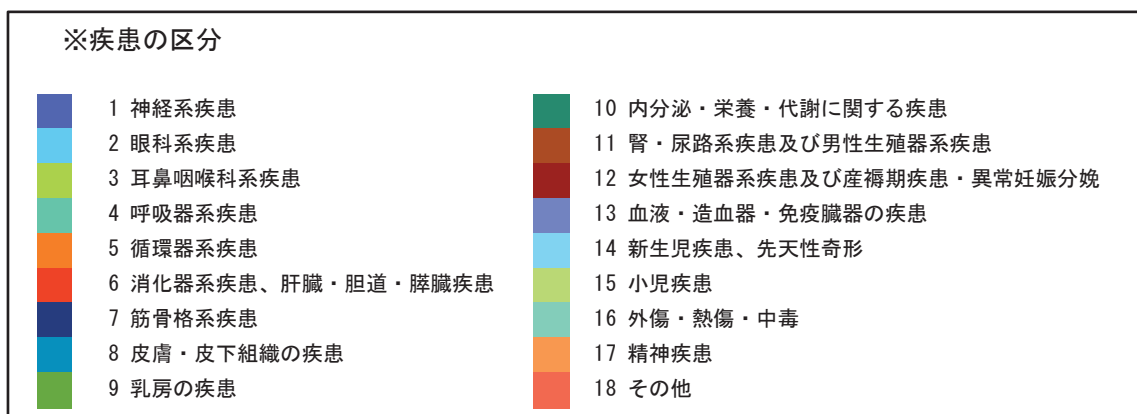 ※疾患の区分
1 神経系疾患
2 眼科系疾患
3 耳鼻咽喉科系疾患
4 呼吸器系疾患
5 循環器系疾患
6 消化器系疾患、肝臓・胆道・膵臓疾患
7 筋骨格系疾患
8 皮膚・皮下組織の疾患
9 乳房の疾患
10 内分泌・栄養・代謝に関する疾患
11 腎・尿路系疾患及び男性生殖器系疾患
12 女性生殖器系疾患及び産褥期疾患・異常妊娠分娩
13 血液・造血器・免疫臓器の疾患
14 新生児疾患、先天性奇形
15 小児疾患
16 外傷・熱傷・中毒
17 精神疾患
18 その他